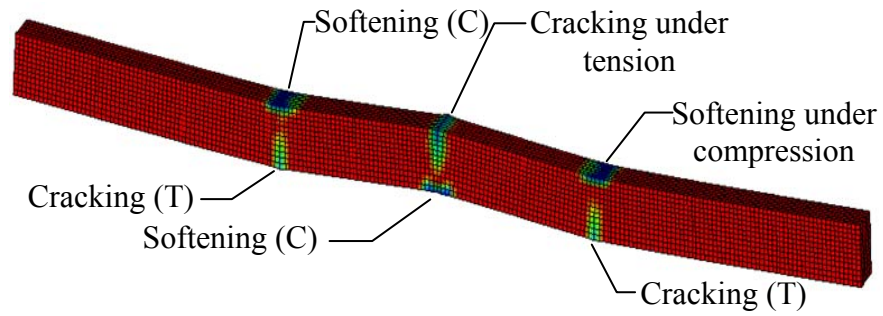 Softening (C)
Cracking under
tension
Softening under
compression
Cracking (T)
Softening (C)
Cracking (T)